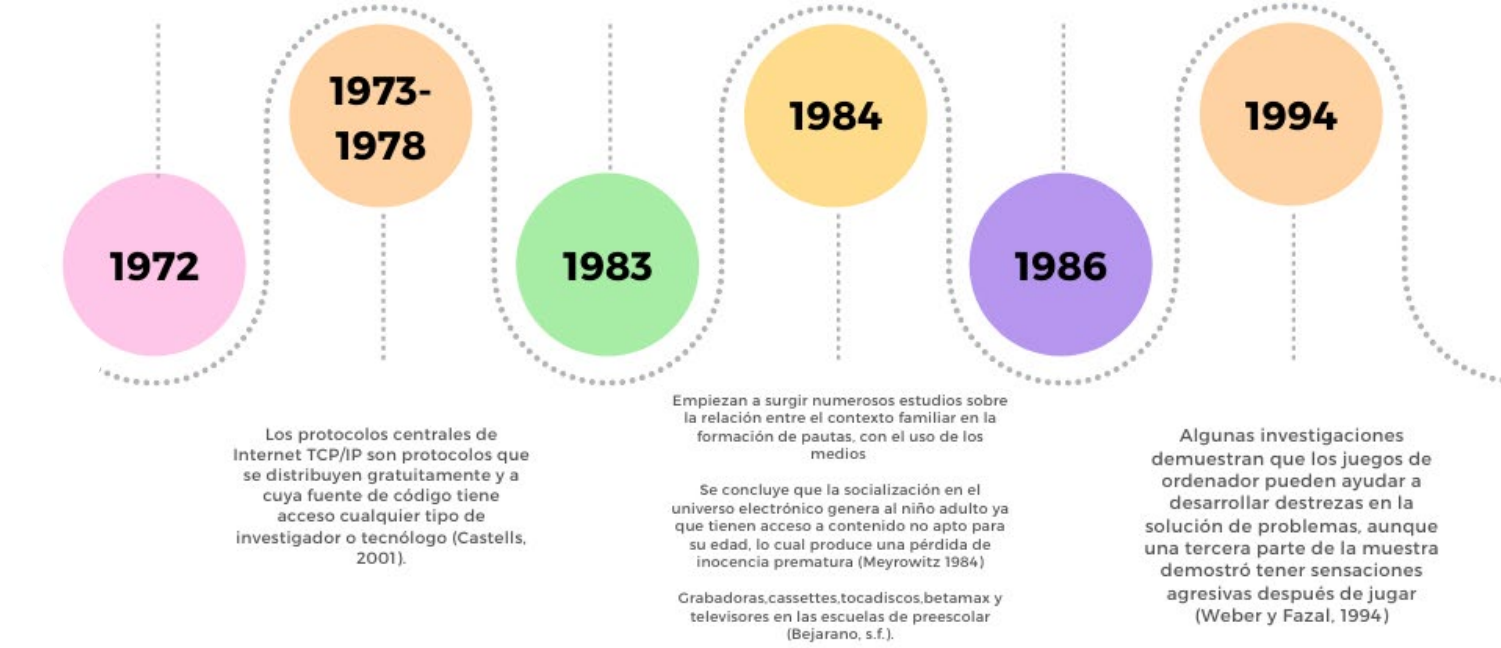 1972
1973-
1978
1983
1984
1986
1994
Los protocolos centrales de
Internet TCP/IP son protocolos que
se distribuyen gratuitamente y a
cuya fuente de código tiene
acceso cualquier tipo de
investigador o tecnólogo (Castells,
2001).
Empiezan a surgir numerosos estudios sobre
la relación entre el contexto familiar en la
formación de pautas, con el uso de los
medios
Se concluye que la socialización en el
universo electrónico genera al niño adulto ya
que tienen acceso a contenido no apto para
su edad, lo cual produce una pérdida de
inocencia prematura (Meyrowitz 1984)
Grabadoras,cassettes,tocadiscos,betamax y
televisores en las escuelas de preescolar
(Bejarano, s.f.).
Algunas investigaciones
demuestran que los juegos de
ordenador pueden ayudar a
desarrollar destrezas en la
solución de problemas, aunque
una tercera parte de la muestra
demostró tener sensaciones
agresivas después de jugar
(Weber y Fazal, 1994)